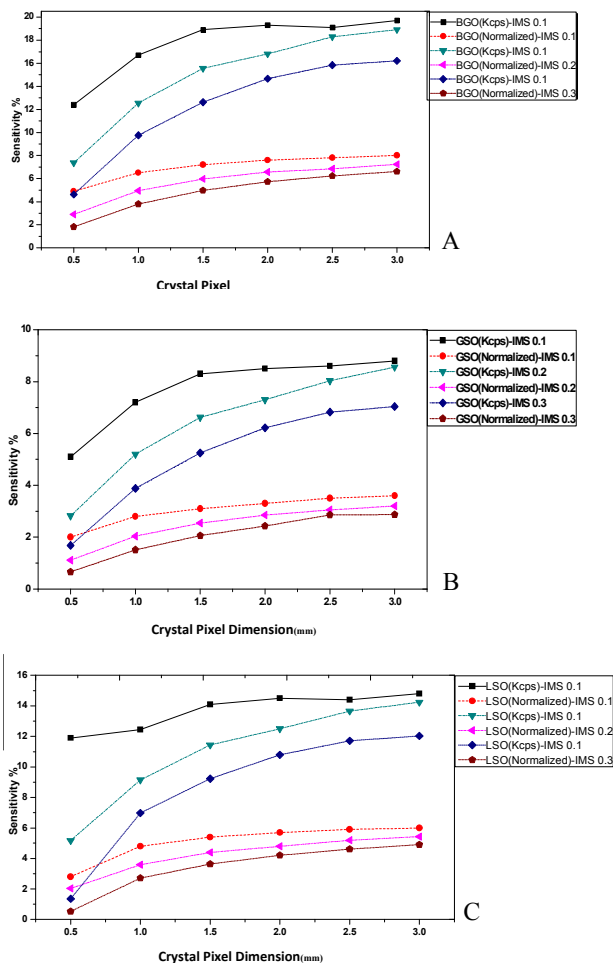 20
18
16
14
12
10
8
6
4
2
0
Sensitivity %
0.5 1.0 1.5 2.0 2.5 3.0
Crystal Pixel
BGO(Kcps)-IMS 0.1
BGO(Normalized)-IMS 0.1
BGO(Kcps)-IMS 0.1
BGO(Normalized)-IMS 0.2
BGO(Kcps)-IMS 0.1
BGO(Normalized)-IMS 0.3
A
10
8
6
4
2
0
Sensitivity %
0.5 1.0 1.5 2.0 2.5 3.0
Crystal Pixel Dimension(mm)
GSO(Kcps)-IMS 0.1
GSO(Normalized)-IMS 0.1
GSO(Kcps)-IMS 0.2
GSO(Normalized)-IMS 0.2
GSO(Kcps)-IMS 0.3
GSO(Normalized)-IMS 0.3
B
16
14
12
10
8
6
4
2
0
Sensitivity %
0.5 1.0 1.5 2.0 2.5 3.0
Crystal Pixel Dimension(mm)
LSO(Kcps)-IMS 0.1
LSO(Normalized)-IMS 0.1
LSO(Kcps)-IMS 0.1
LSO(Normalized)-IMS 0.2
LSO(Kcps)-IMS 0.1
LSO(Normalized)-IMS 0.3
C